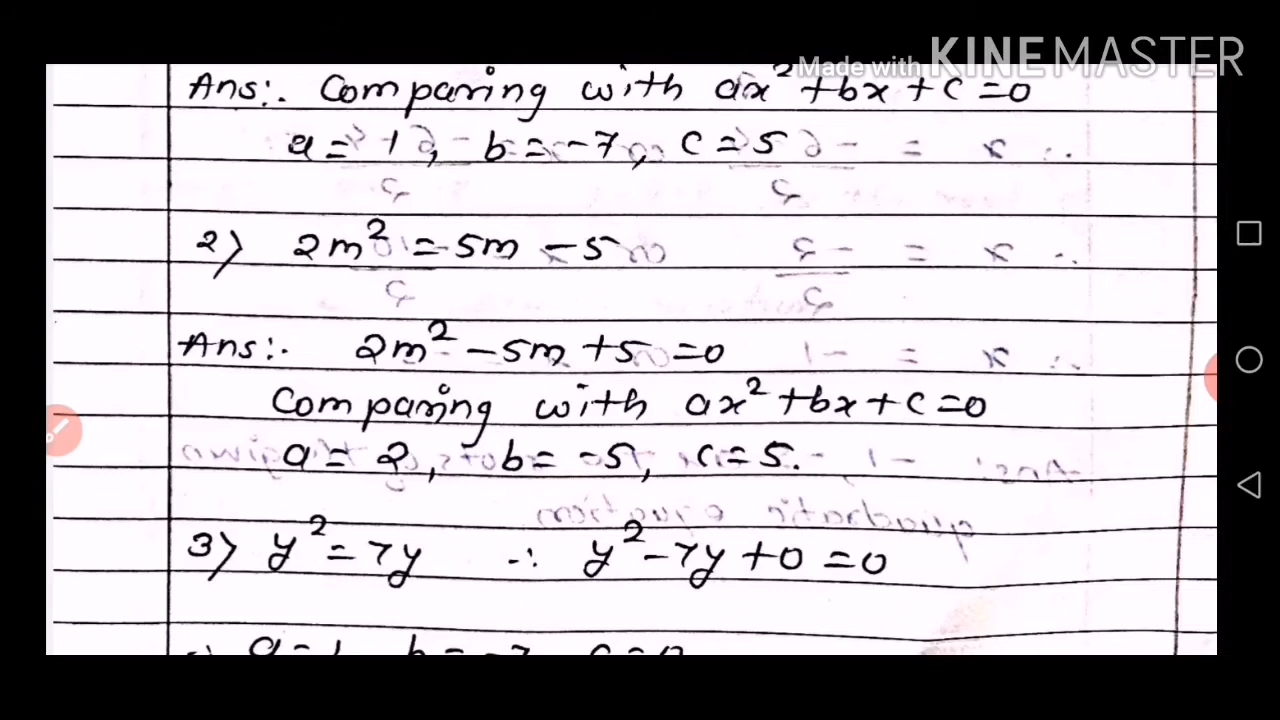 Made with KINEMASTER
Ans:. Comparing with ax²+bx+c=0
a=1, b=-7, c=5
2) 2m²=5m-5
Ans:. 2m²-5m+5=0
Comparing with ax²+bx+c=0
a=2, b=-5, c=5.
3) y²=7y ∴ y²-7y+0=0